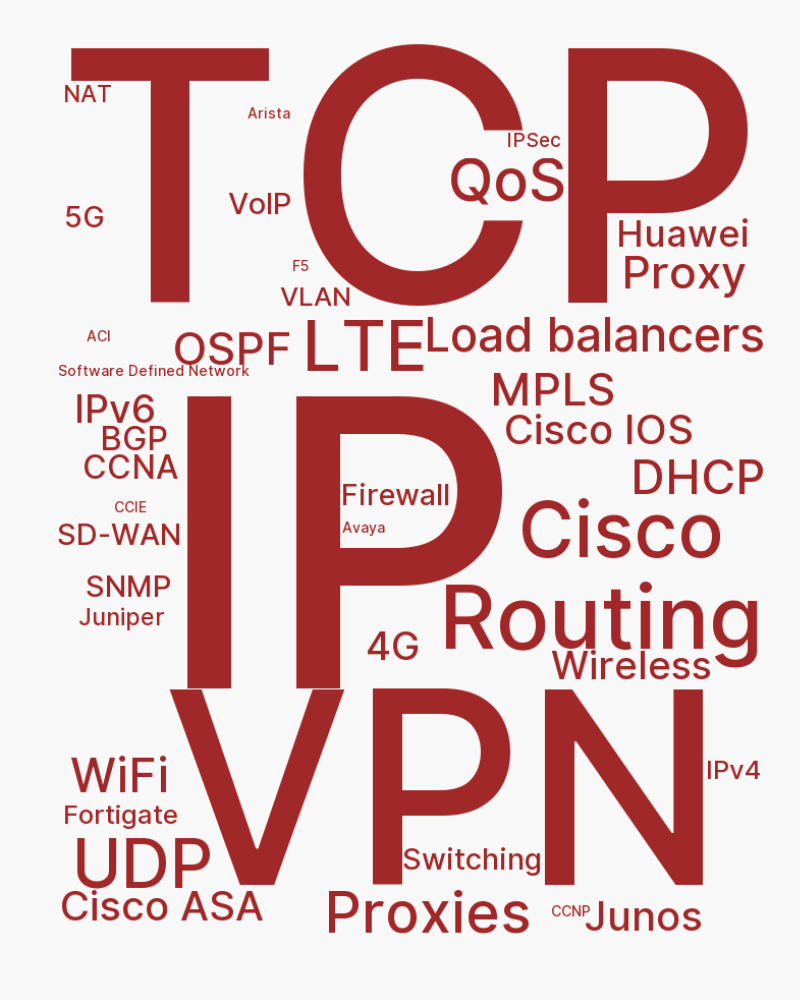 TCP
NAT
Arista
IPSec
QoS
VoIP
5G
Huawei
F5
Proxy
VLAN
ACI
OSPF
LTE
Load balancers
Software Defined Network
MPLS
IPv6
Cisco IOS
BGP
CCNA
DHCP
IP
Firewall
CCIE
Avaya
SD-WAN
Cisco
SNMP
Juniper
Routing
4G
Wireless
VPN
WiFi
IPv4
Fortigate
UDP
Switching
Cisco ASA
Proxies
CCNP
Junos